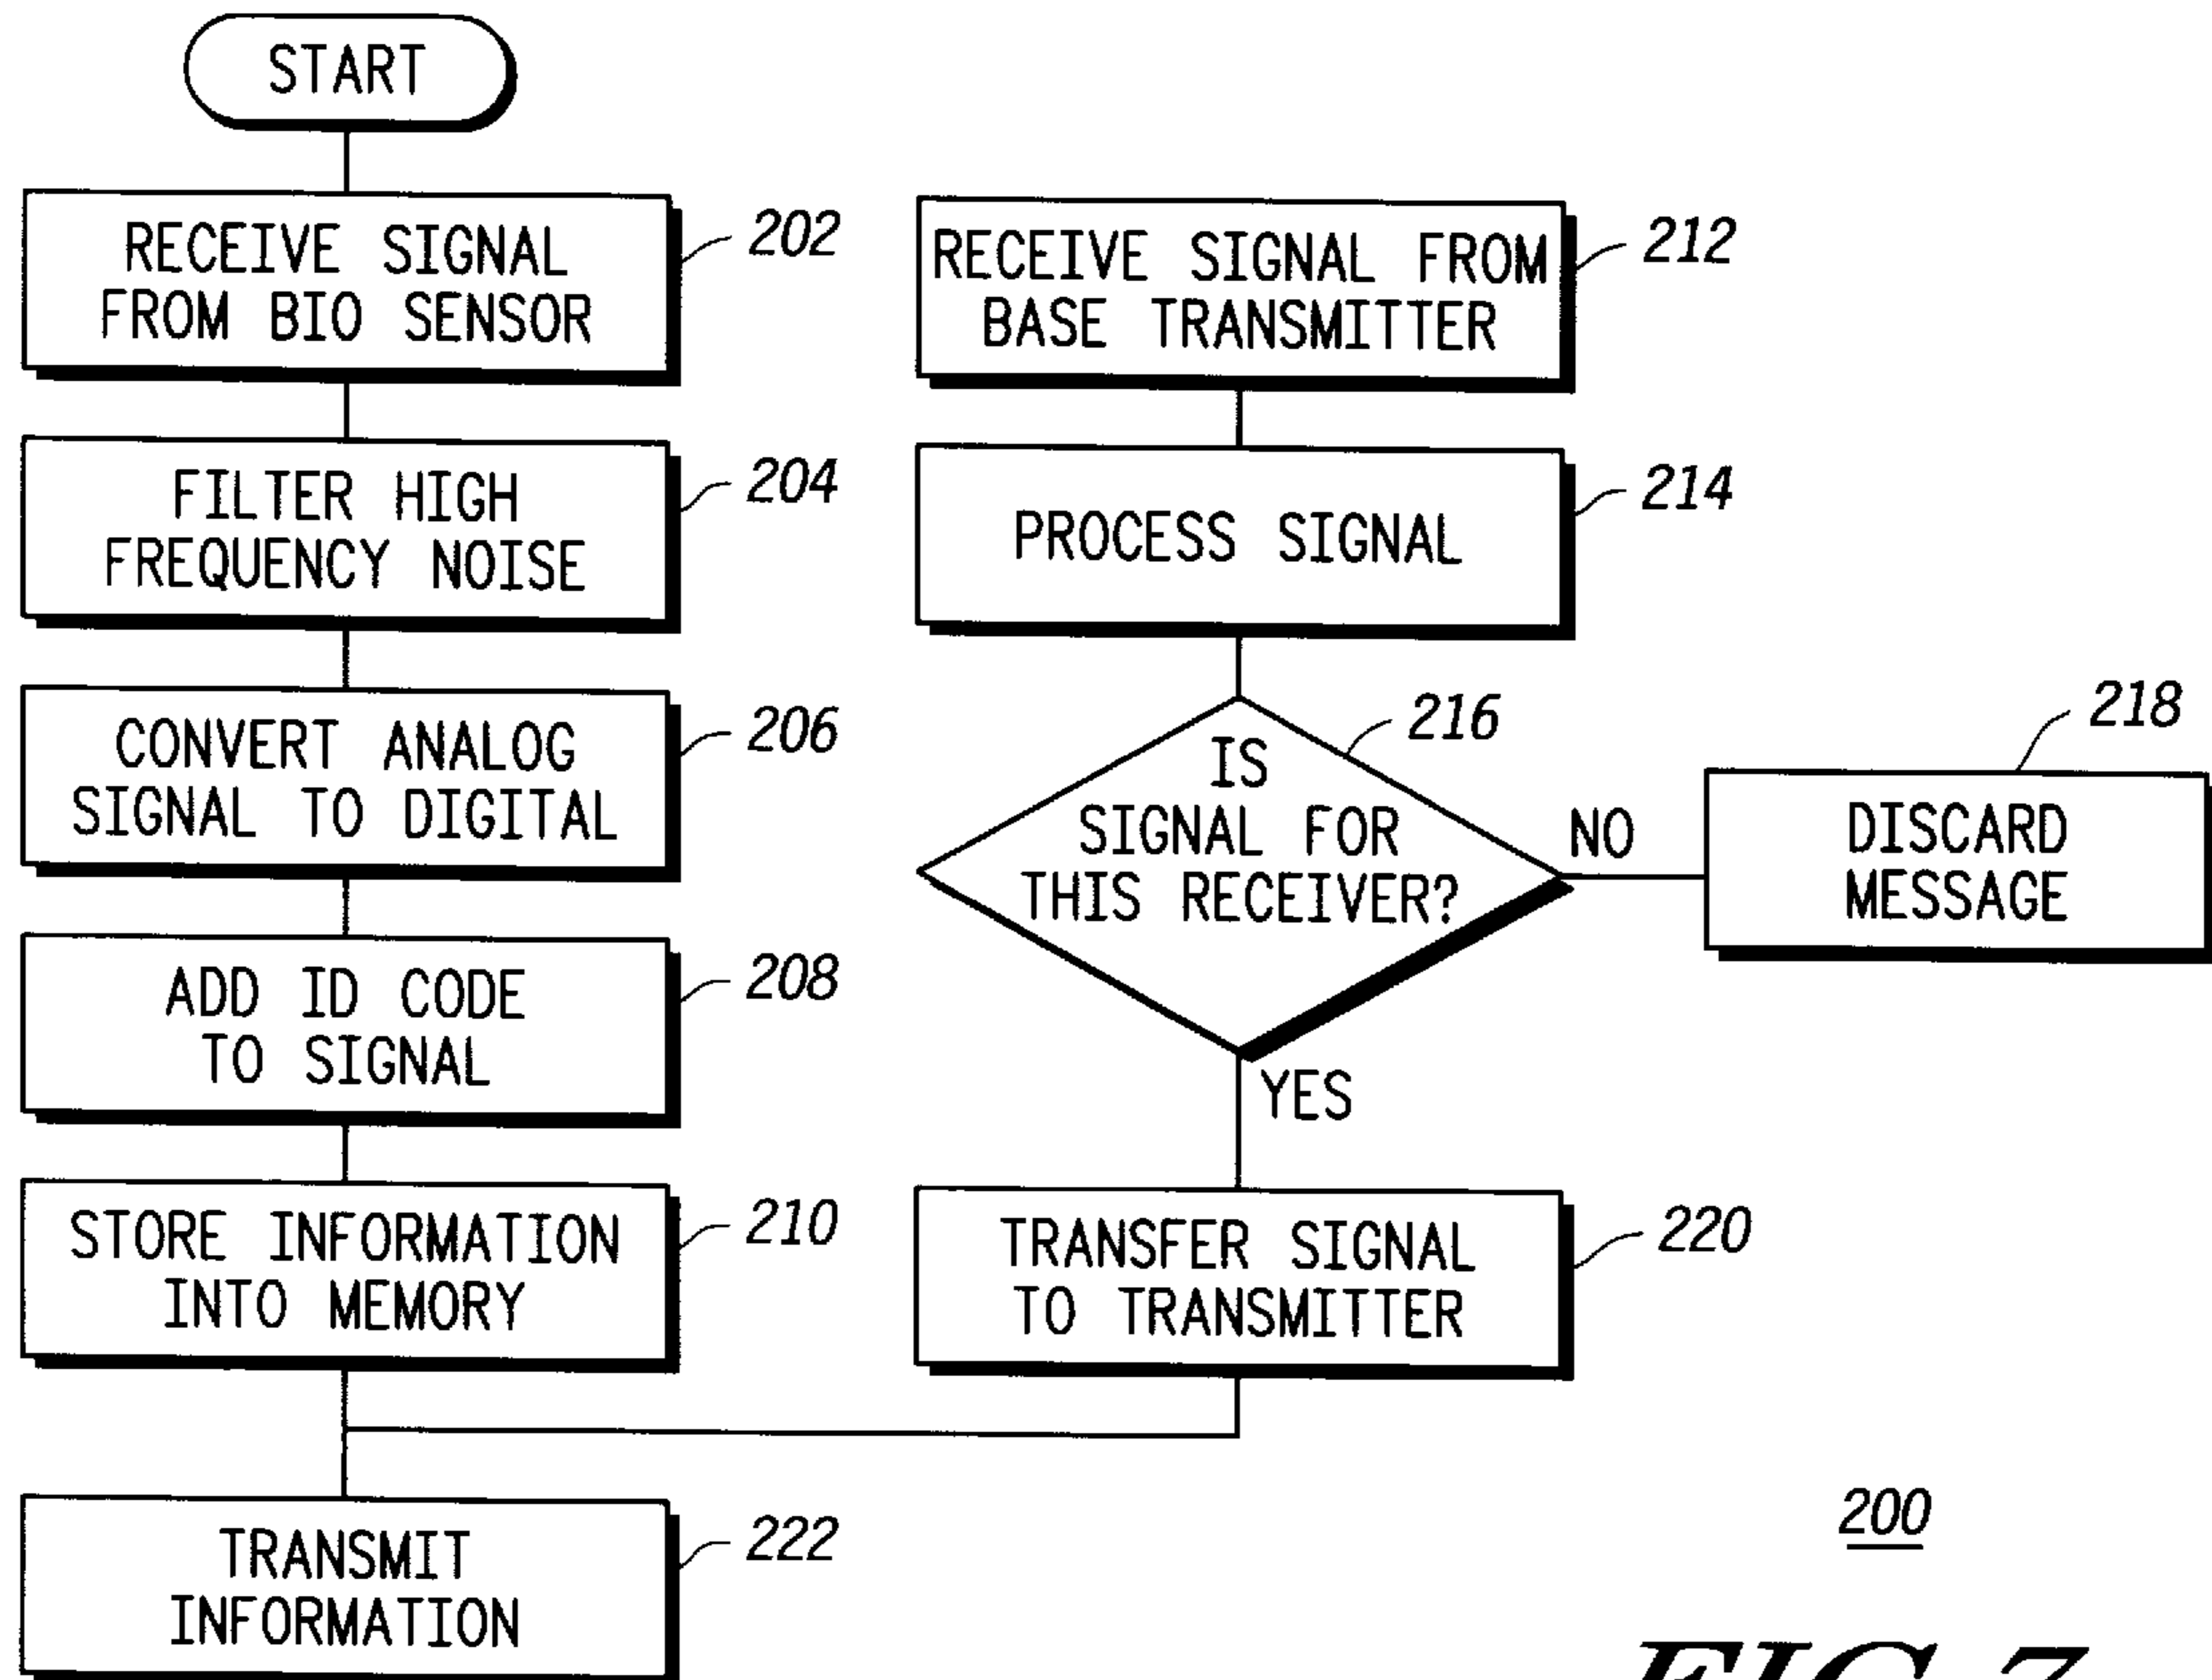 START
RECEIVE SIGNAL
FROM BIO SENSOR
202
FILTER HIGH
FREQUENCY NOISE
204
CONVERT ANALOG
SIGNAL TO DIGITAL
206
ADD ID CODE
TO SIGNAL
208
STORE INFORMATION
INTO MEMORY
210
RECEIVE SIGNAL FROM
BASE TRANSMITTER
212
PROCESS SIGNAL
214
IS
SIGNAL FOR
THIS RECEIVER?
216
NO
DISCARD
MESSAGE
218
YES
TRANSFER SIGNAL
TO TRANSMITTER
220
TRANSMIT
INFORMATION
222
200
FIG.7